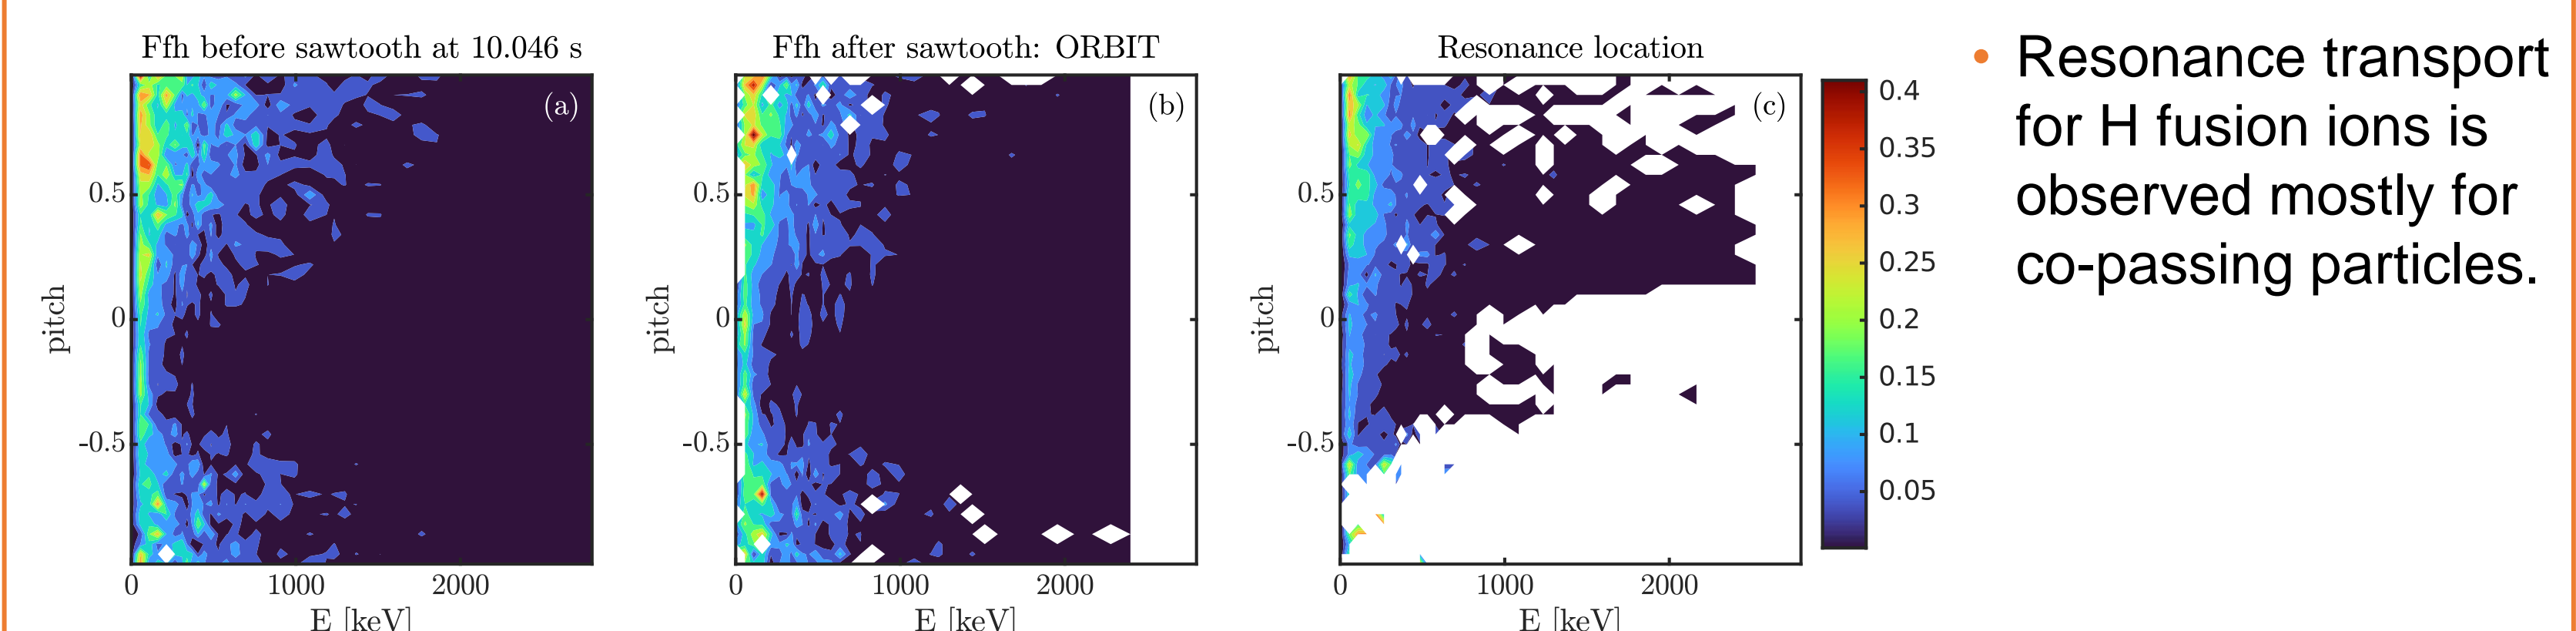 Ffh before sawtooth at 10.046 s
(a)
0.5
0
-0.5
pitch
0
1000
2000
E [keV]
Ffh after sawtooth: ORBIT
(b)
0.5
0
-0.5
pitch
0
1000
2000
E [keV]
Resonance location
(c)
0.5
0
-0.5
pitch
0
1000
2000
E [keV]
0.4
0.35
0.3
0.25
0.2
0.15
0.1
0.05
• Resonance transport
for H fusion ions is
observed mostly for
co-passing particles.